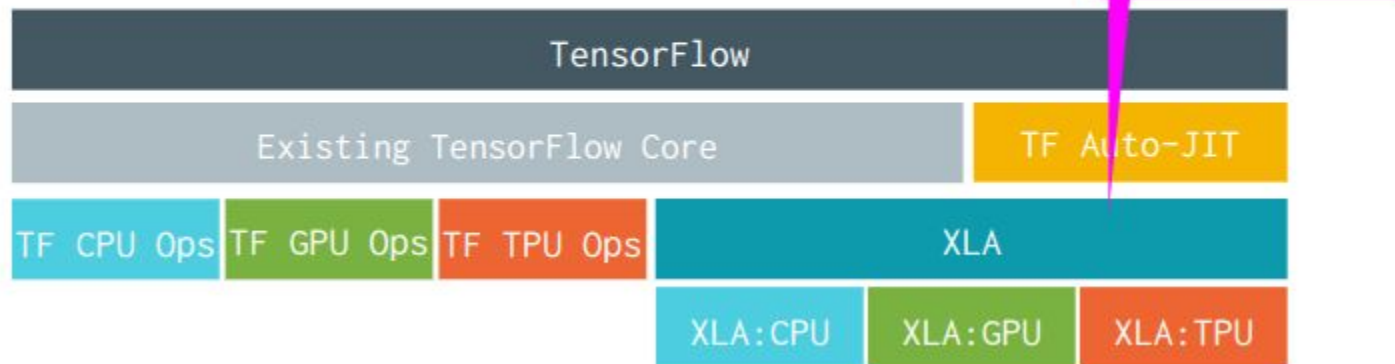 TensorFlow
Existing TensorFlow Core
TF Auto-JIT
TF CPU Ops
TF GPU Ops
TF TPU Ops
XLA
XLA:CPU
XLA:GPU
XLA:TPU